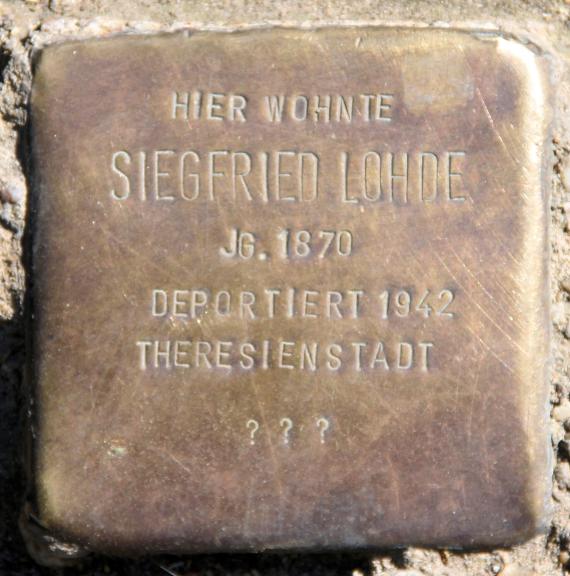 HIER WOHNTE
SIEGFRIED LOHDE
JG. 1870
DEPORTIERT 1942
THERESIENSTADT
? ? ?